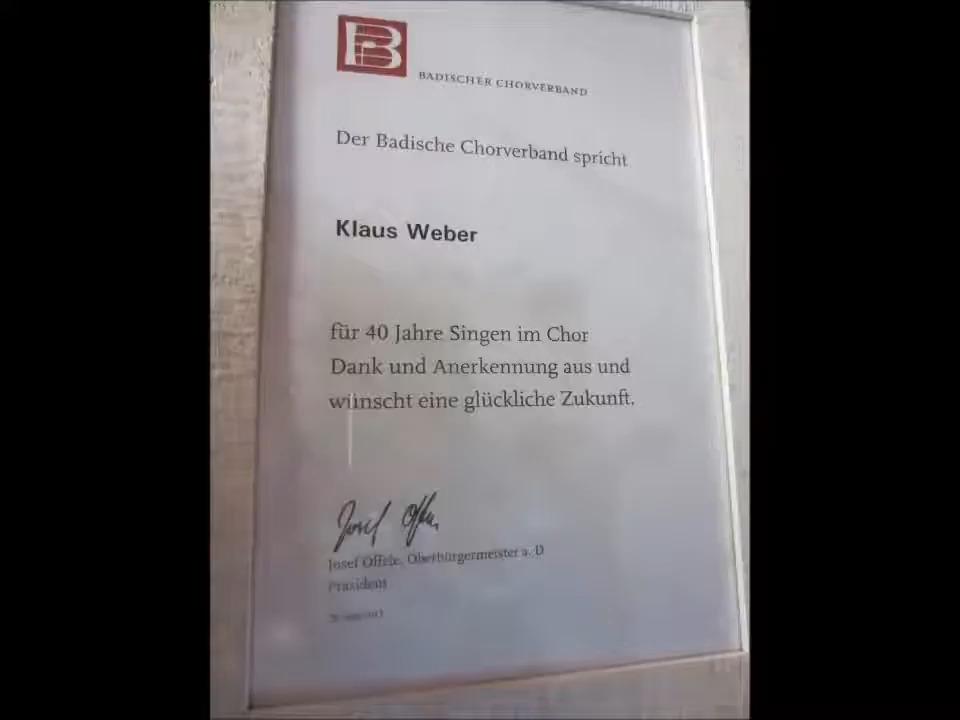 B
BADISCHER CHORVERBAND
Der Badische Chorverband spricht
Klaus Weber
für 40 Jahre Singen im Chor
Dank und Anerkennung aus und
wünscht eine glückliche Zukunft.
Josef Offele, Oberbürgermeister a. D
Präsident